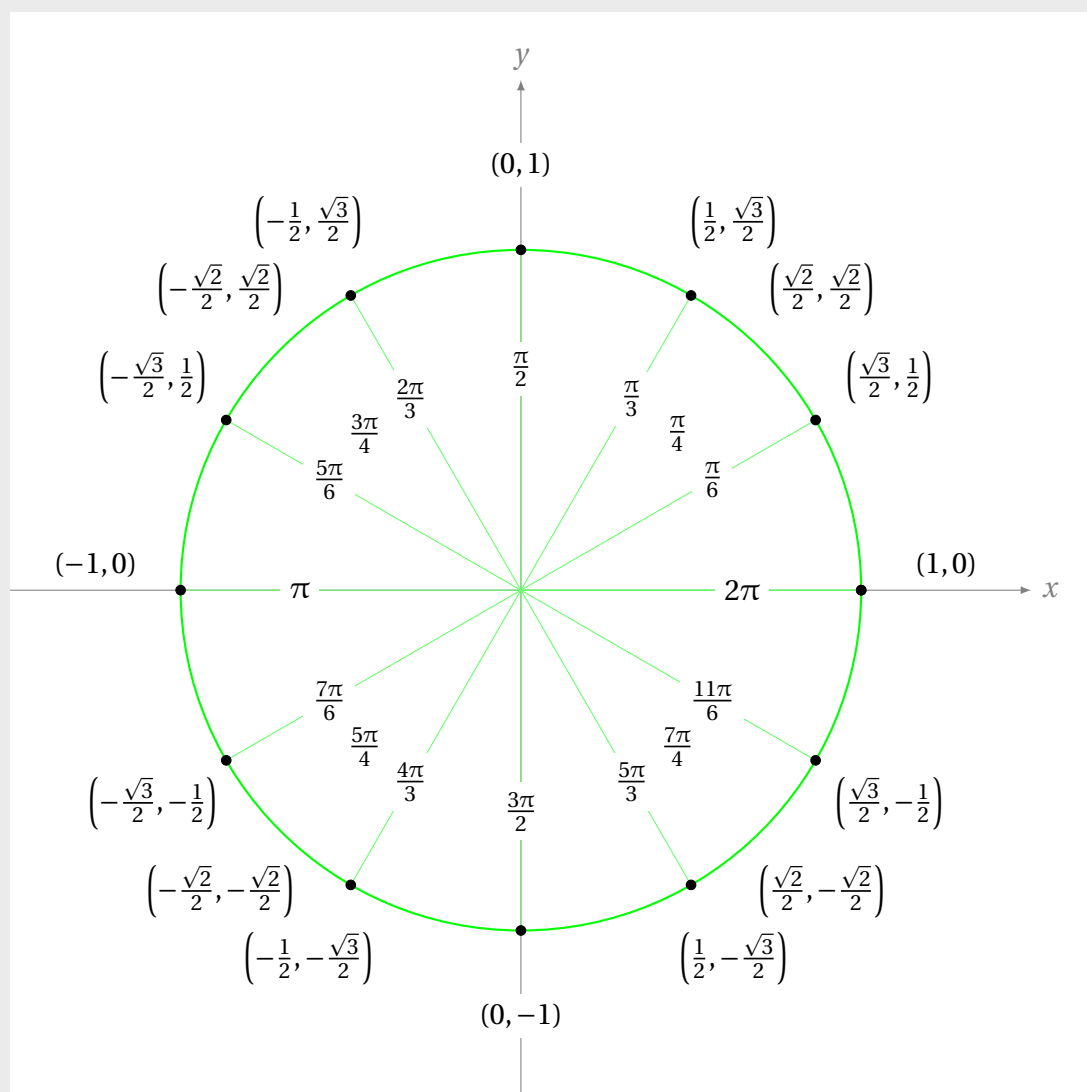 y
(0, 1)
(-1/2, √3/2)
(1/2, √3/2)
(-√2/2, √2/2)
(√2/2, √2/2)
(-√3/2, 1/2)
(√3/2, 1/2)
π/2
2π/3
π/3
3π/4
π/4
5π/6
π/6
(−1, 0)
(1, 0)
π
2π
x
7π/6
11π/6
5π/4
7π/4
4π/3
5π/3
3π/2
(-√3/2, -1/2)
(√3/2, -1/2)
(-√2/2, -√2/2)
(√2/2, -√2/2)
(-1/2, -√3/2)
(1/2, -√3/2)
(0, −1)